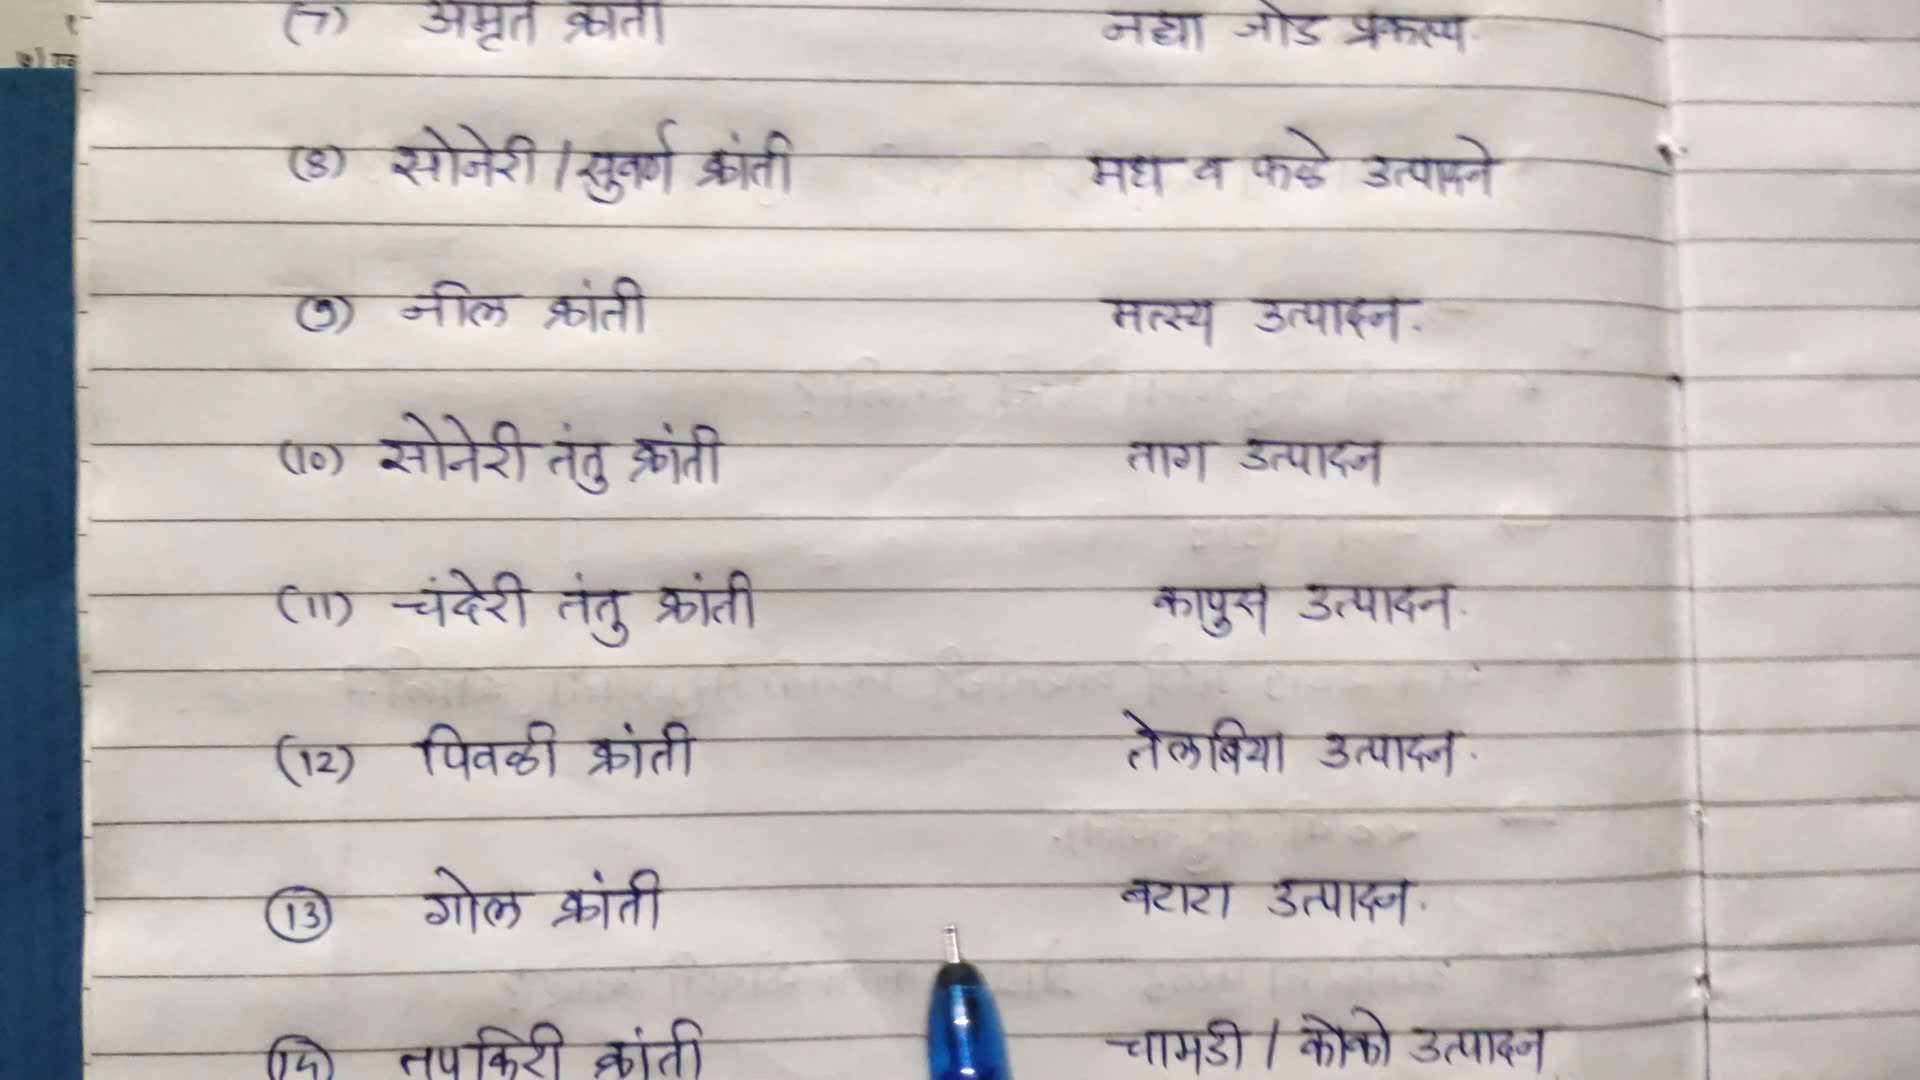 (7) अमृत क्रांती नद्या जोड प्रकल्प.
(8) सोनेरी / सुवर्ण क्रांती मध व फळे उत्पादने
(9) नील क्रांती मत्स्य उत्पादन.
(10) सोनेरी तंतु क्रांती ताग उत्पादन
(11) चंदेरी तंतु क्रांती कापुस उत्पादन.
(12) पिवळी क्रांती तेलबिया उत्पादन.
(13) गोल क्रांती बटाटा उत्पादन.
तपकिरी क्रांती चामडी / कोको उत्पादन